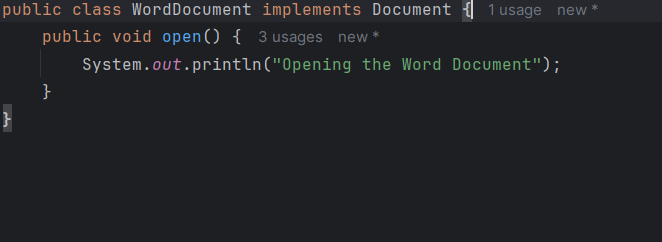 public class WordDocument implements Document { 1 usage new *
public void open() { 3 usages new *
System.out.println("Opening the Word Document");
}
}